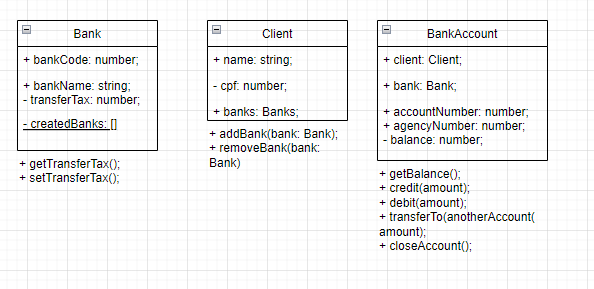 Bank
+ bankCode: number;
+ bankName: string;
- transferTax: number;
- createdBanks: []
+ getTransferTax();
+ setTransferTax();
Client
+ name: string;
- cpf: number;
+ banks: Banks;
+ addBank(bank: Bank);
+ removeBank(bank:
Bank)
BankAccount
+ client: Client;
+ bank: Bank;
+ accountNumber: number;
+ agencyNumber: number;
- balance: number;
+ getBalance();
+ credit(amount);
+ debit(amount);
+ transferTo(anotherAccount(
amount);
+ closeAccount();